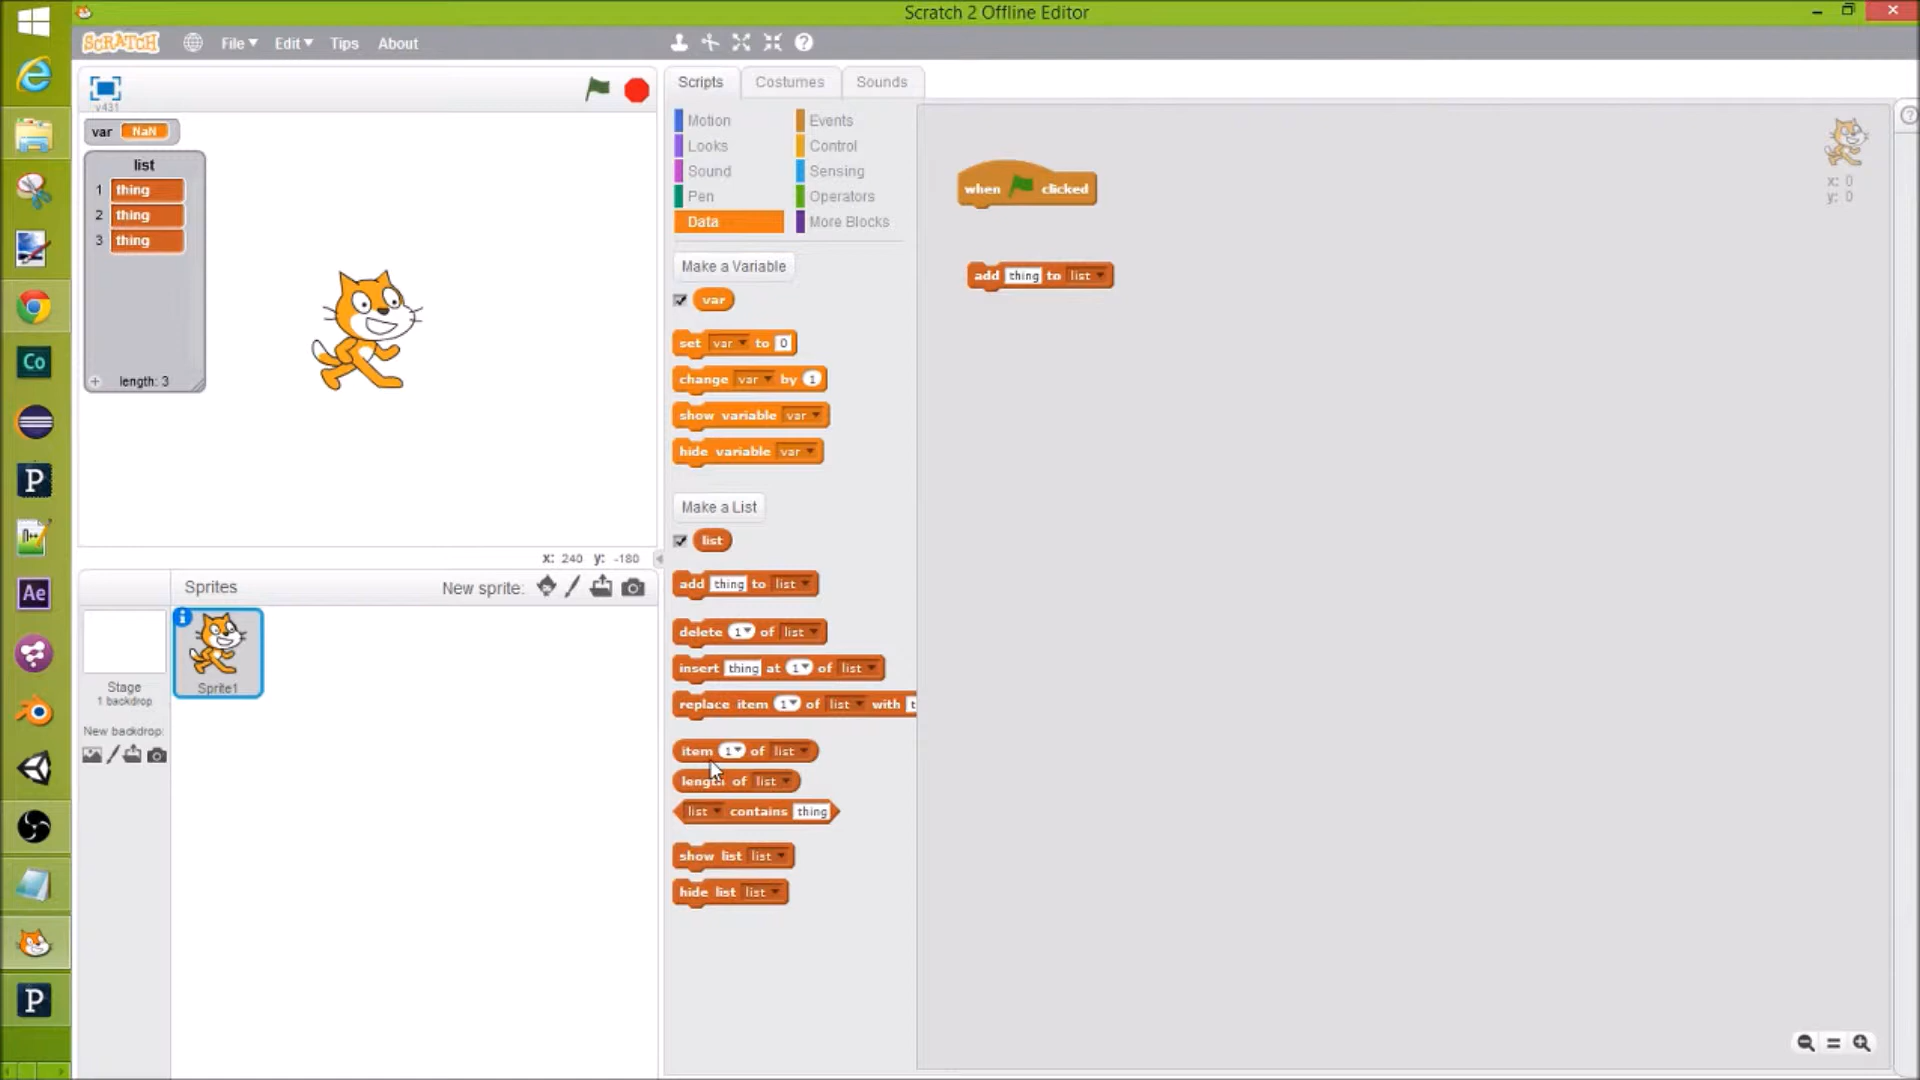 Scratch 2 Offline Editor
SCRATCH File Edit Tips About
v431
var NaN
list
1 thing
2 thing
3 thing
length: 3
x: 240 y: -180
Sprites New sprite:
Sprite1
Stage
1 backdrop
New backdrop:
Scripts Costumes Sounds
Motion Events
Looks Control
Sound Sensing
Pen Operators
Data More Blocks
Make a Variable
var
set var to 0
change var by 1
show variable var
hide variable var
Make a List
list
add thing to list
delete 1 of list
insert thing at 1 of list
replace item 1 of list with t
item 1 of list
length of list
list contains thing
show list list
hide list list
when clicked
add thing to list
x: 0
y: 0
Co
P
n++
Ae
P